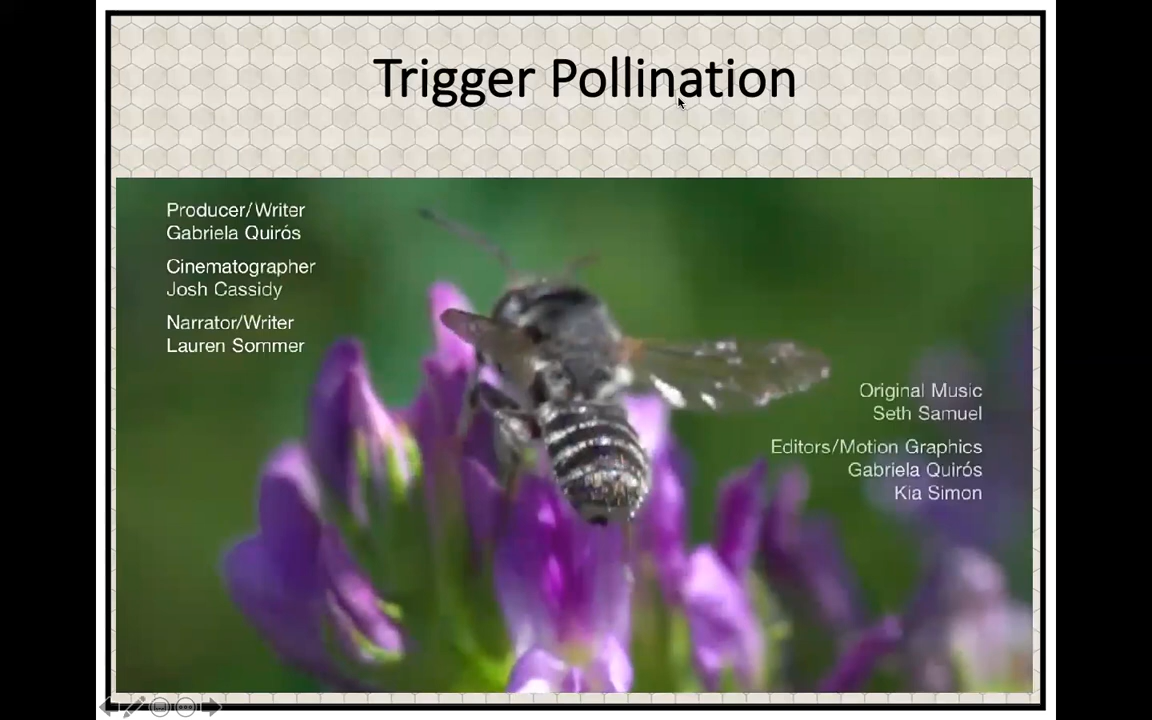 Trigger Pollination
Producer/Writer
Gabriela Quirós
Cinematographer
Josh Cassidy
Narrator/Writer
Lauren Sommer
Original Music
Seth Samuel
Editors/Motion Graphics
Gabriela Quirós
Kia Simon